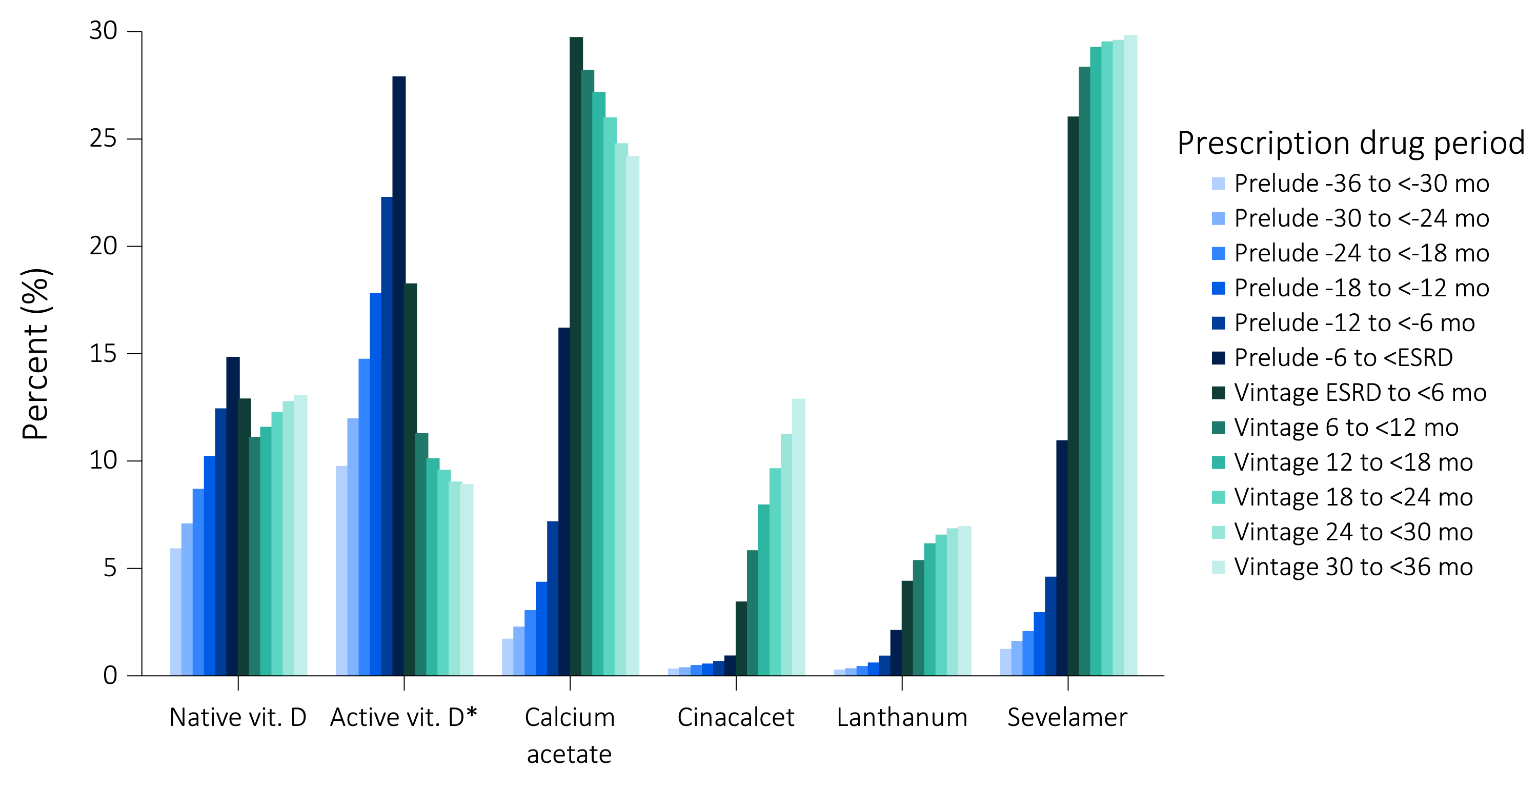 30
25
20
15
10
5
0
Percent (%)
Native vit. D
Active vit. D*
Calcium
acetate
Cinacalcet
Lanthanum
Sevelamer
Prescription drug period
Prelude -36 to <-30 mo
Prelude -30 to <-24 mo
Prelude -24 to <-18 mo
Prelude -18 to <-12 mo
Prelude -12 to <-6 mo
Prelude -6 to <ESRD
Vintage ESRD to <6 mo
Vintage 6 to <12 mo
Vintage 12 to <18 mo
Vintage 18 to <24 mo
Vintage 24 to <30 mo
Vintage 30 to <36 mo